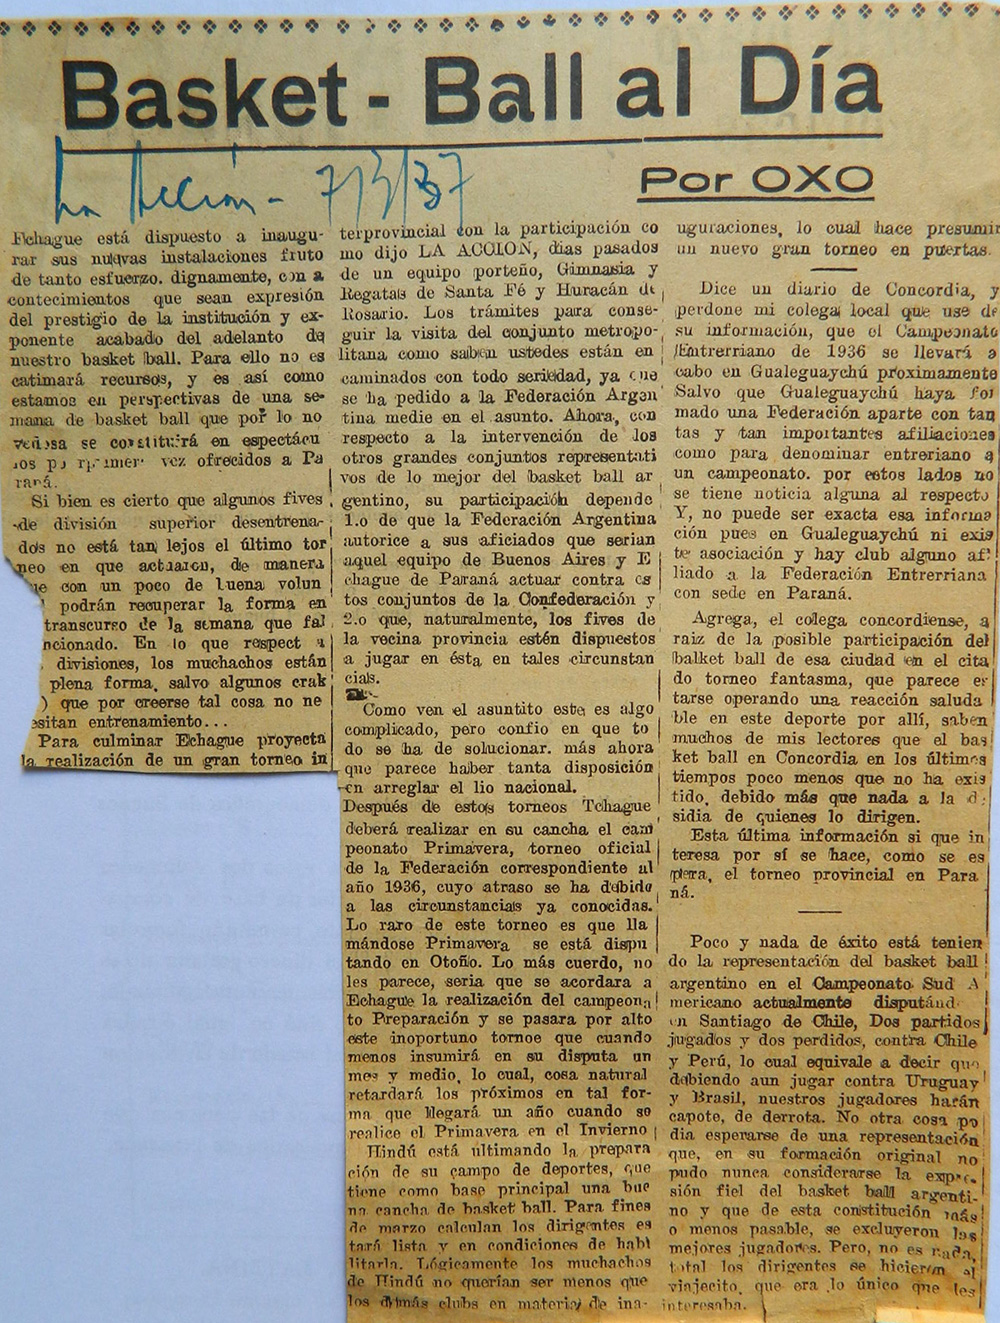 Basket - Ball al Día
La Acción - 7/3/37
Por OXO
Echague está dispuesto a inaugu-
rar sus nuevas instalaciones fruto
de tanto esfuerzo. dignamente, con a
contecimientos que sean expresión
del prestigio de la institución y ex-
ponente acabado del adelanto de
nuestro basket ball. Para ello no es
catimará recursos, y es así como
estamos en perspectivas de una se-
mana de basket ball que por lo no
vedosa se constituirá en espectácu
los por primer vez ofrecidos a Pa
raná.
Si bien es cierto que algunos fives
de división superior desentrena-
dos no está tan lejos el último tor
neo en que actuaron, de manera
ue con un poco de buena volun
podrán recuperar la forma en
transcurso de la semana que fal
ncionado. En lo que respect a
divisiones, los muchachos están
plena forma, salvo algunos crak
) que por creerse tal cosa no ne
esitan entrenamiento...
Para culminar Echague proyecta
la realización de un gran torneo in
terprovincial con la participación co
mo dijo LA ACCION, días pasados
de un equipo porteño, Gimnasia y
Regatas de Santa Fé y Huracán de
Rosario. Los trámites para conse-
guir la visita del conjunto metropo-
litana como saben ustedes están en
caminados con todo seriedad, ya que
se ha pedido a la Federación Argen
tina medie en el asunto. Ahora, con
respecto a la intervención de los
otros grandes conjuntos representati
vos de lo mejor del basket ball ar
gentino, su participación depende
1.o de que la Federación Argentina
autorice a sus aficiados que serian
aquel equipo de Buenos Aires y E
chague de Paraná actuar contra es
tos conjuntos de la Confederación y
2.o que, naturalmente, los fives de
la vecina provincia estén dispuestos
a jugar en ésta en tales circunstan
cials.
Como ven el asuntito este es algo
complicado, pero confio en que to
do se ha de solucionar. más ahora
que parece haber tanta disposición
en arreglar el lio nacional.
Después de estos torneos Tchague
deberá realizar en su cancha el cam
peonato Primavera, torneo oficial
de la Federación correspondiente al
año 1936, cuyo atraso se ha debido
a las circunstancials ya conocidas.
Lo raro de este torneo es que lla
mándose Primavera se está dispu
tando en Otoño. Lo más cuerdo, no
les parece, seria que se acordara a
Echague la realización del campeona
to Preparación y se pasara por alto
este inoportuno tornoe que cuando
menos insumirá en su disputa un
mes y medio, lo cual, cosa natural
retardará los próximos en tal for-
ma que llegará un año cuando se
realice el Primavera en el Invierno
Hindú está ultimando la prepara
ción de su campo de deportes, que
tiene como base principal una bue
na cancha de basket ball. Para fines
de marzo calculan los dirigentes es
tará lista y en condiciones de habi
litarla. Lógicamente los muchachos
de Hindú no querían ser menos que
los demás clubs en materia de ina-
uguraciones, lo cual hace presumir
un nuevo gran torneo en puertas.
Dice un diario de Concordia, y
perdone mi colega local que use de
su información, que el Campeonato
Entrerriano de 1936 se llevará a
cabo en Gualeguaychú próximamente
Salvo que Gualeguaychú haya for
mado una Federación aparte con tan
tas y tan importantes afiliaciones
como para denominar entreriano a
un campeonato. por estos lados no
se tiene noticia alguna al respecto
Y, no puede ser exacta esa informa
ción pues en Gualeguaychú ni exis
te asociación y hay club alguno afi
liado a la Federación Entrerriana
con sede en Paraná.
Agrega, el colega concordiense, a
raiz de la posible participación del
balket ball de esa ciudad en el cita
do torneo fantasma, que parece es
tarse operando una reacción saluda
ble en este deporte por allí, saben
muchos de mis lectores que el bas
ket ball en Concordia en los últimos
tiempos poco menos que no ha exis
tido, debido más que nada a la de
sidia de quienes lo dirigen.
Esta última información si que in
teresa por sí se hace, como se es
pera, el torneo provincial en Para
ná.
Poco y nada de éxito está tenien
do la representación del basket ball
argentino en el Campeonato Sud A
mericano actualmente disputánd
en Santiago de Chile, Dos partidos
jugados y dos perdidos, contra Chile
y Perú, lo cual equivale a decir que
debiendo aun jugar contra Uruguay
y Brasil, nuestros jugadores harán
capote, de derrota. No otra cosa po
dia esperarse de una representación
que, en su formación original no
pudo nunca considerarse la expre
sión fiel del basket ball argenti-
no y que de esta constitución más
o menos pasable, se excluyeron los
mejores jugadores. Pero, no es nada,
total los dirigentes se hicieron el
viajecito, que era lo único que les
interesaba.